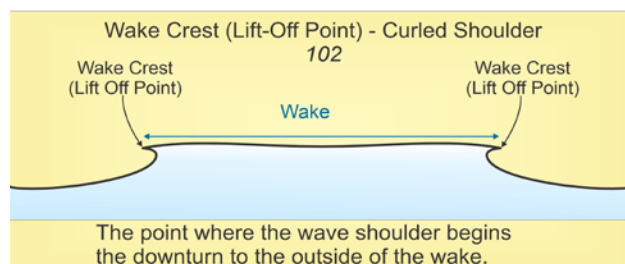 Wake Crest (Lift-Off Point) - Curled Shoulder
102
Wake Crest
(Lift Off Point)
Wake Crest
(Lift Off Point)
Wake
The point where the wave shoulder begins
the downturn to the outside of the wake.